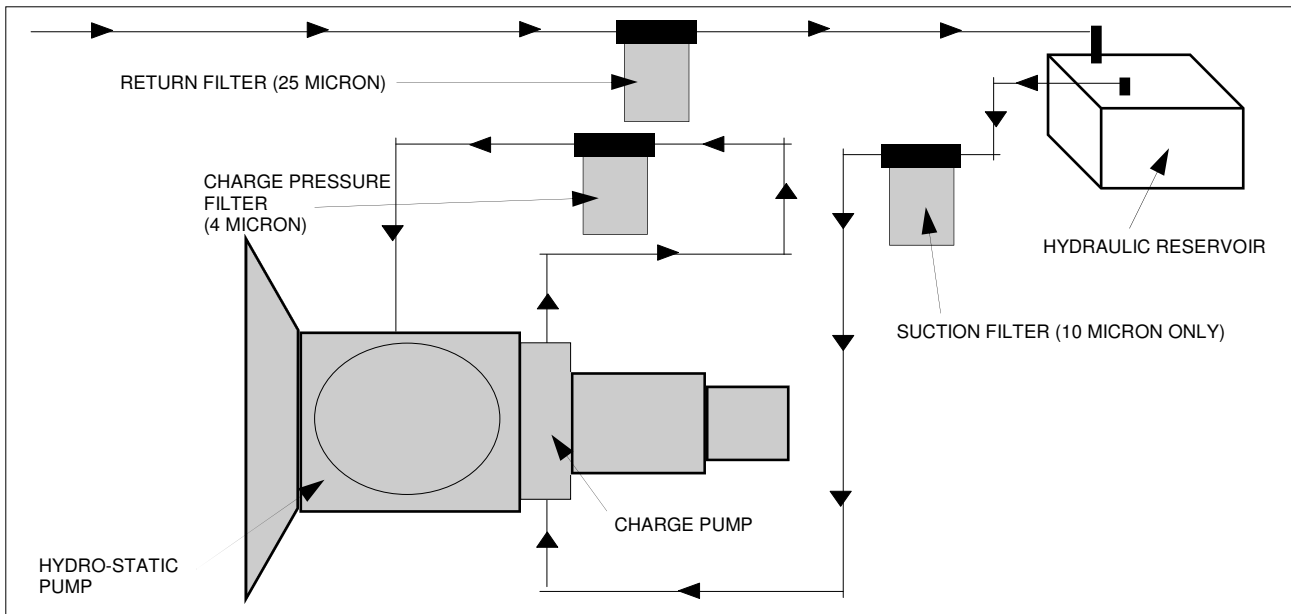 RETURN FILTER (25 MICRON)
CHARGE PRESSURE
FILTER
(4 MICRON)
HYDRAULIC RESERVOIR
SUCTION FILTER (10 MICRON ONLY)
CHARGE PUMP
HYDRO-STATIC
PUMP